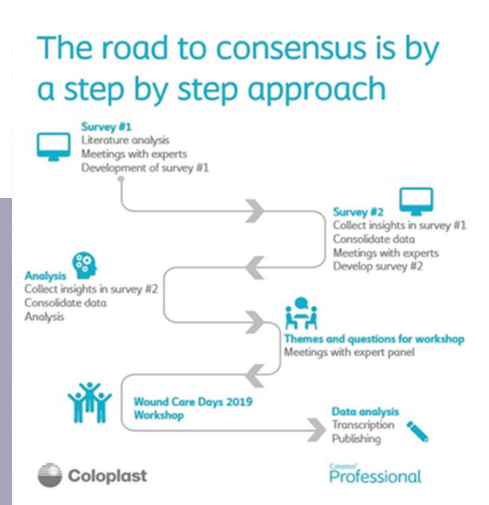 The road to consensus is by
a step by step approach
Survey #1
Literature analysis
Meetings with experts
Development of survey #1
Survey #2
Collect insights in survey #1
Consolidate data
Meetings with experts
Develop survey #2
Analysis
Collect insights in survey #2
Consolidate data
Analysis
Themes and questions for workshop
Meetings with expert panel
Wound Care Days 2019
Workshop
Data analysis
Transcription
Publishing
Coloplast
Coloplast®
Professional